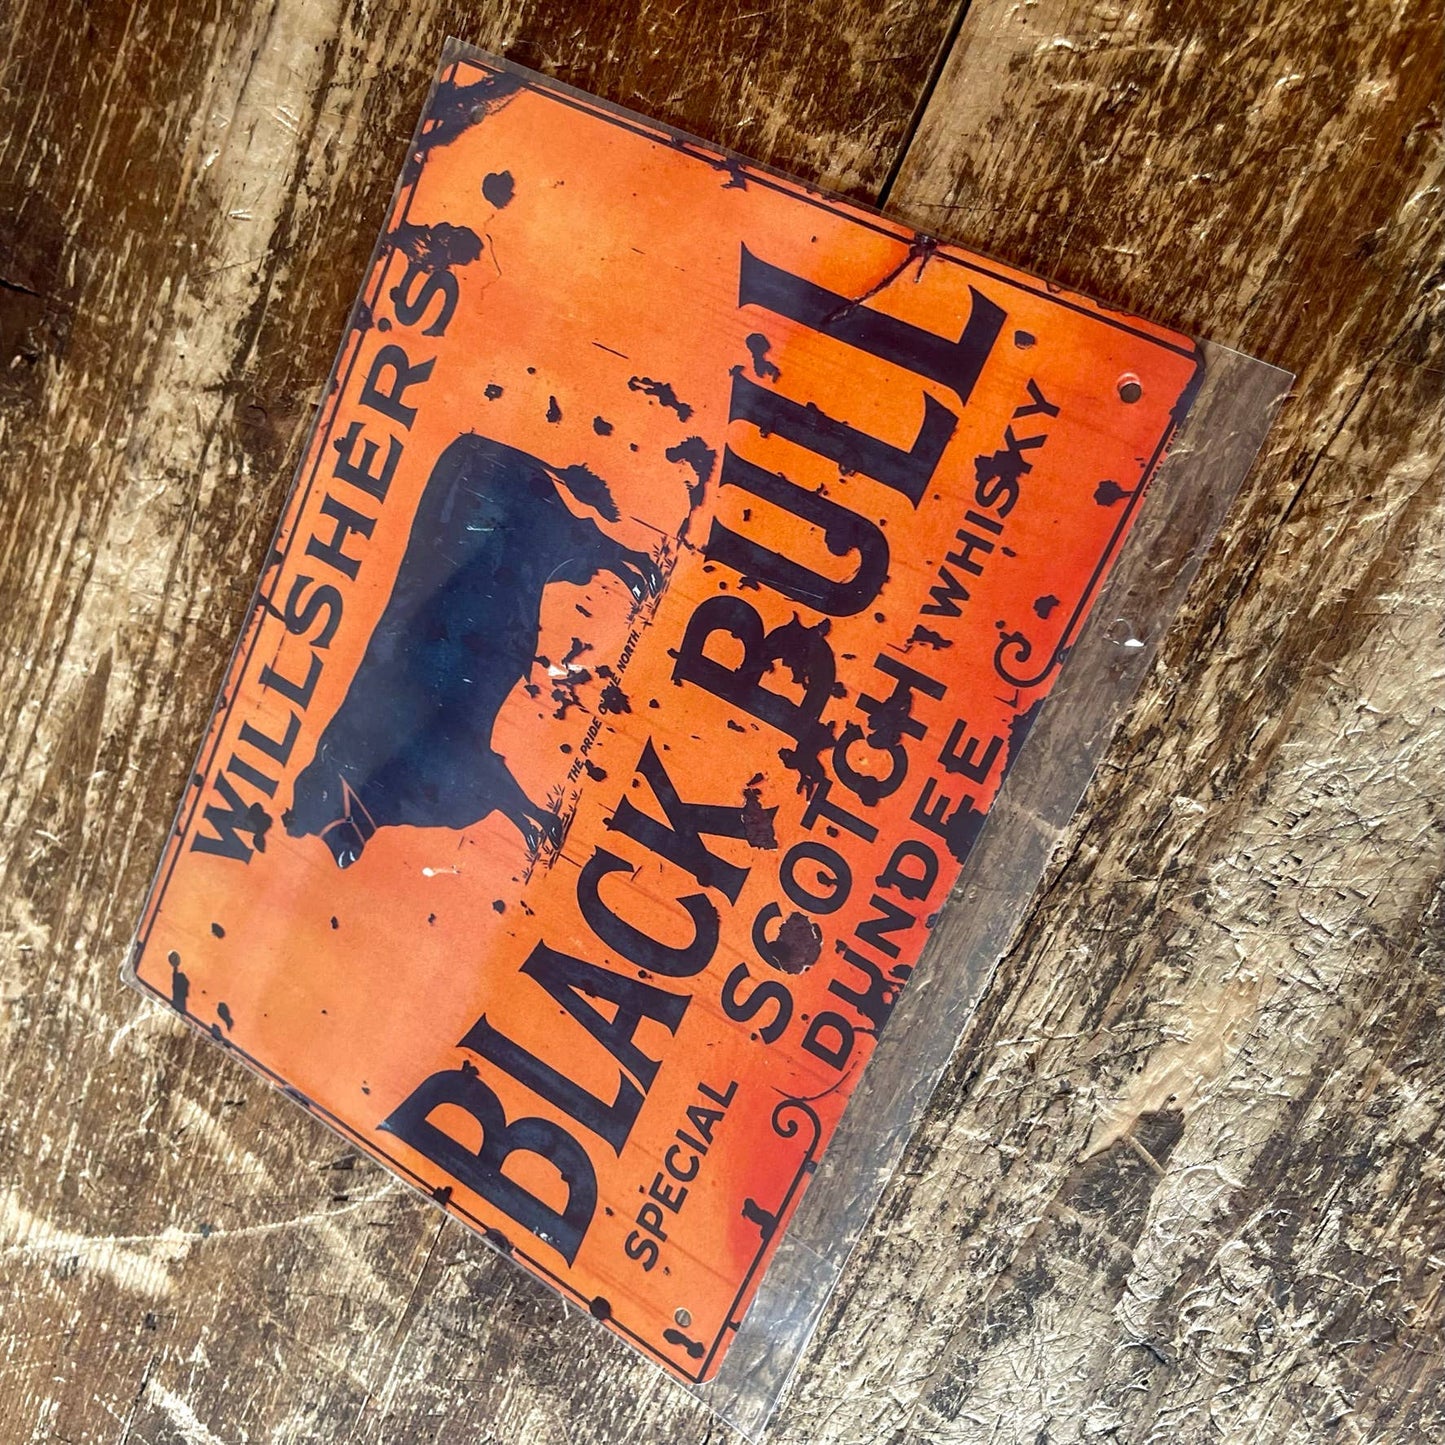 WILLSHER'S
THE PRIDE OF THE NORTH.
BLACK BULL
SPECIAL SCOTCH WHISKY
DUNDEE